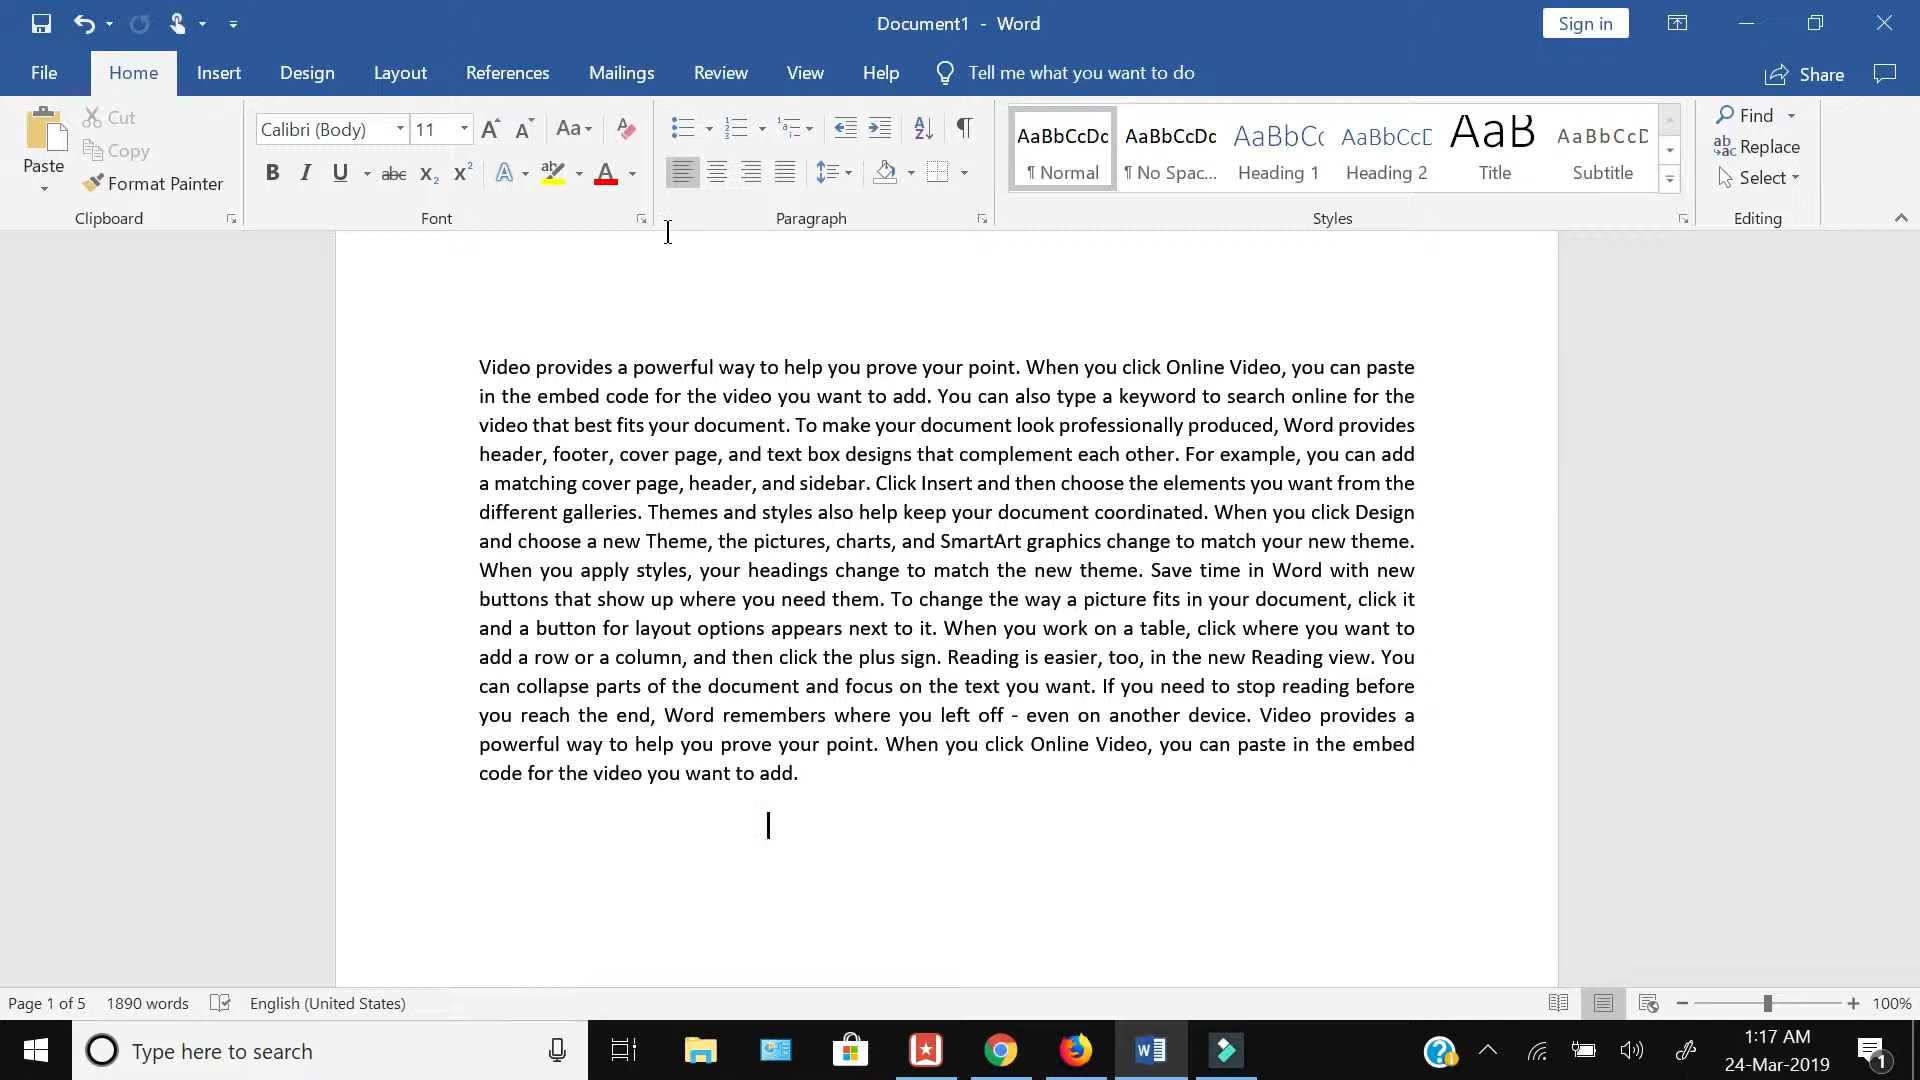 Document1 - Word
Sign in
File Home Insert Design Layout References Mailings Review View Help Tell me what you want to do
Share
Paste
Cut
Copy
Format Painter
Clipboard
Calibri (Body) 11
Font
Paragraph
AaBbCcDc AaBbCcDc AaBbCc AaBbCcD AaB AaBbCcD
¶ Normal ¶ No Spac... Heading 1 Heading 2 Title Subtitle
Styles
Find
Replace
Select
Editing
Video provides a powerful way to help you prove your point. When you click Online Video, you can paste
in the embed code for the video you want to add. You can also type a keyword to search online for the
video that best fits your document. To make your document look professionally produced, Word provides
header, footer, cover page, and text box designs that complement each other. For example, you can add
a matching cover page, header, and sidebar. Click Insert and then choose the elements you want from the
different galleries. Themes and styles also help keep your document coordinated. When you click Design
and choose a new Theme, the pictures, charts, and SmartArt graphics change to match your new theme.
When you apply styles, your headings change to match the new theme. Save time in Word with new
buttons that show up where you need them. To change the way a picture fits in your document, click it
and a button for layout options appears next to it. When you work on a table, click where you want to
add a row or a column, and then click the plus sign. Reading is easier, too, in the new Reading view. You
can collapse parts of the document and focus on the text you want. If you need to stop reading before
you reach the end, Word remembers where you left off - even on another device. Video provides a
powerful way to help you prove your point. When you click Online Video, you can paste in the embed
code for the video you want to add.
Page 1 of 5 1890 words English (United States)
100%
Type here to search
1:17 AM
24-Mar-2019
1